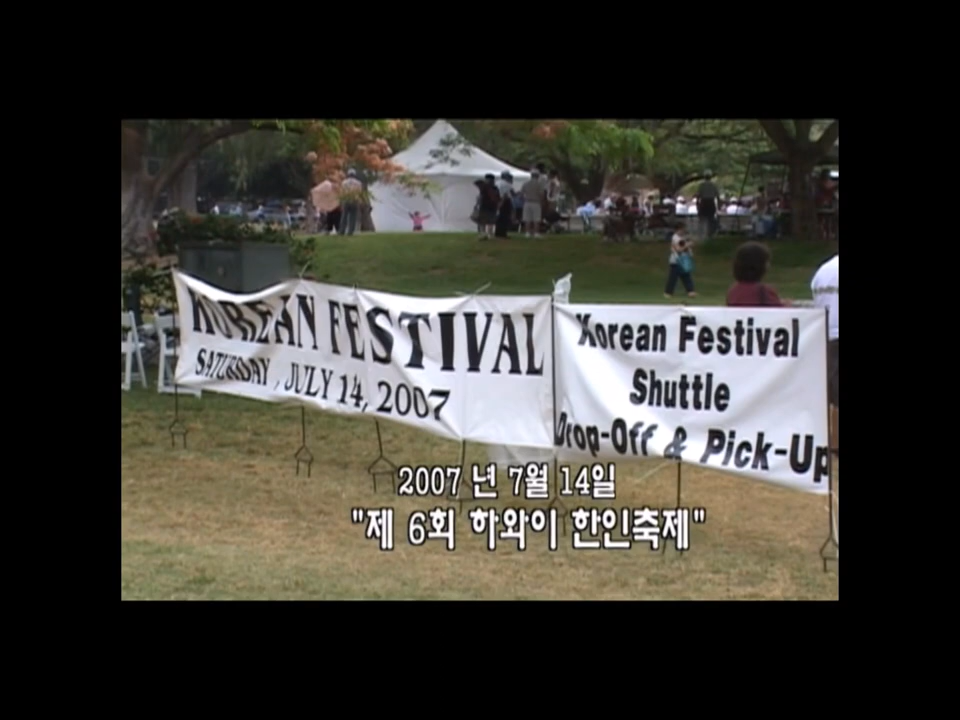 KOREAN FESTIVAL
SATURDAY, JULY 14, 2007
Korean Festival
Shuttle
Drop-Off & Pick-Up
2007 년 7월 14일
"제 6회 하와이 한인축제"